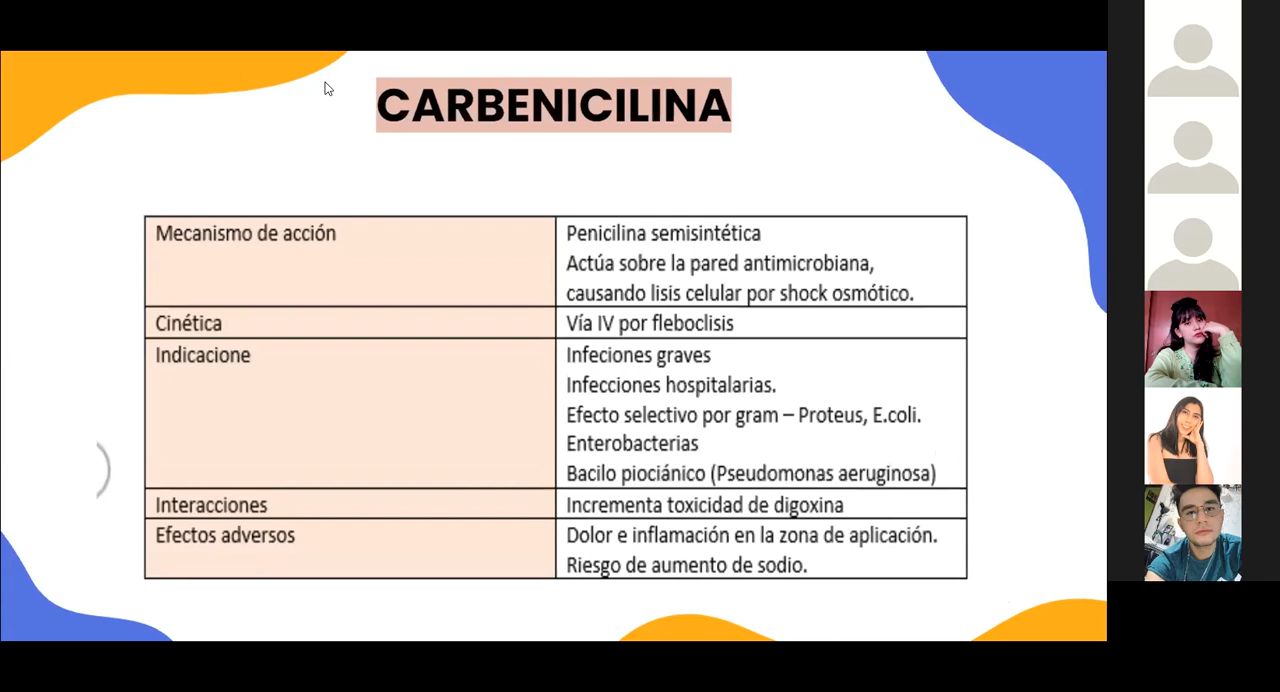 CARBENICILINA
Mecanismo de acción
Penicilina semisintética
Actúa sobre la pared antimicrobiana,
causando lisis celular por shock osmótico.
Cinética
Vía IV por fleboclisis
Indicacione
Infeciones graves
Infecciones hospitalarias.
Efecto selectivo por gram – Proteus, E.coli.
Enterobacterias
Bacilo piociánico (Pseudomonas aeruginosa)
Interacciones
Incrementa toxicidad de digoxina
Efectos adversos
Dolor e inflamación en la zona de aplicación.
Riesgo de aumento de sodio.